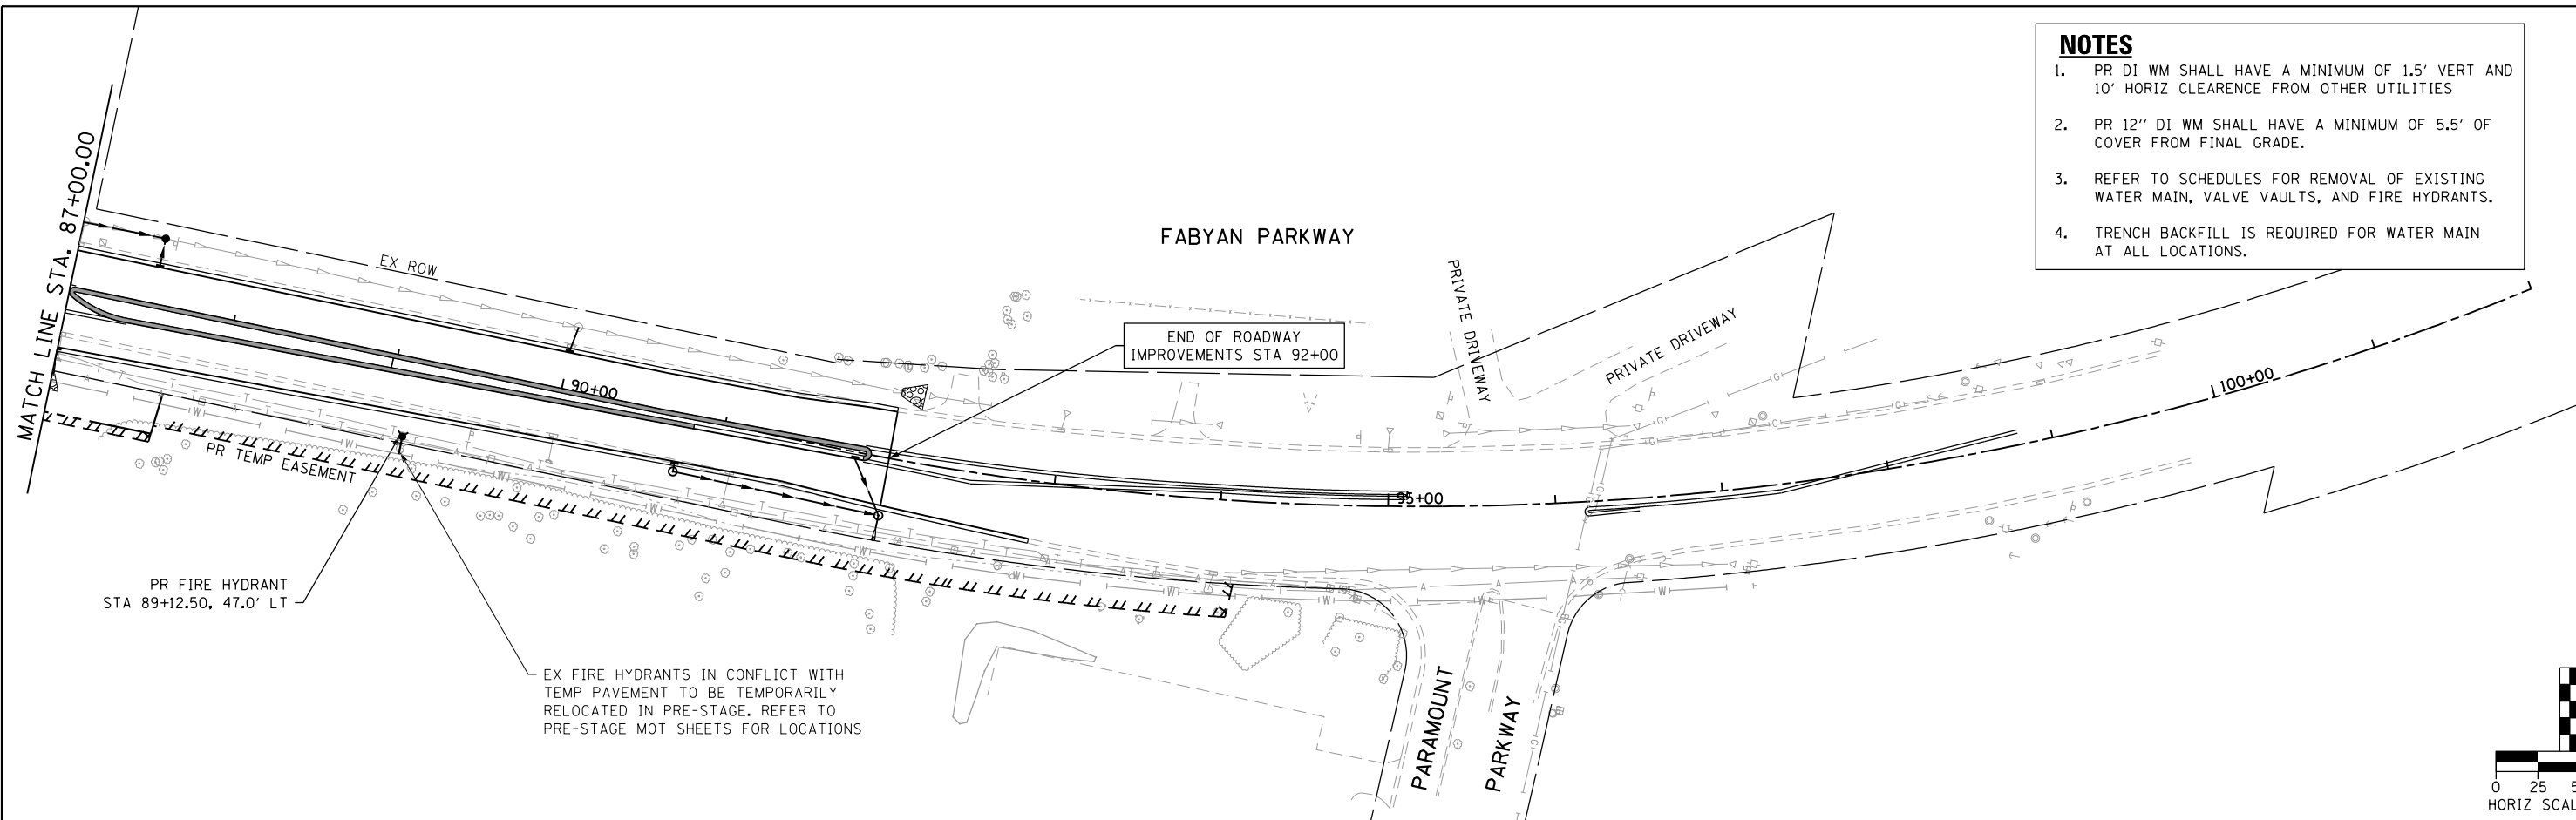 NOTES
1. PR DI WM SHALL HAVE A MINIMUM OF 1.5' VERT AND
10' HORIZ CLEARENCE FROM OTHER UTILITIES
2. PR 12'' DI WM SHALL HAVE A MINIMUM OF 5.5' OF
COVER FROM FINAL GRADE.
3. REFER TO SCHEDULES FOR REMOVAL OF EXISTING
WATER MAIN, VALVE VAULTS, AND FIRE HYDRANTS.
4. TRENCH BACKFILL IS REQUIRED FOR WATER MAIN
AT ALL LOCATIONS.
MATCH LINE STA. 87+00.00
FABYAN PARKWAY
EX ROW
PRIVATE DRIVEWAY
PRIVATE DRIVEWAY
END OF ROADWAY
IMPROVEMENTS STA 92+00
90+00
95+00
100+00
PR TEMP EASEMENT
PR FIRE HYDRANT
STA 89+12.50, 47.0' LT
EX FIRE HYDRANTS IN CONFLICT WITH
TEMP PAVEMENT TO BE TEMPORARILY
RELOCATED IN PRE-STAGE. REFER TO
PRE-STAGE MOT SHEETS FOR LOCATIONS
PARAMOUNT
PARKWAY
0 25
HORIZ